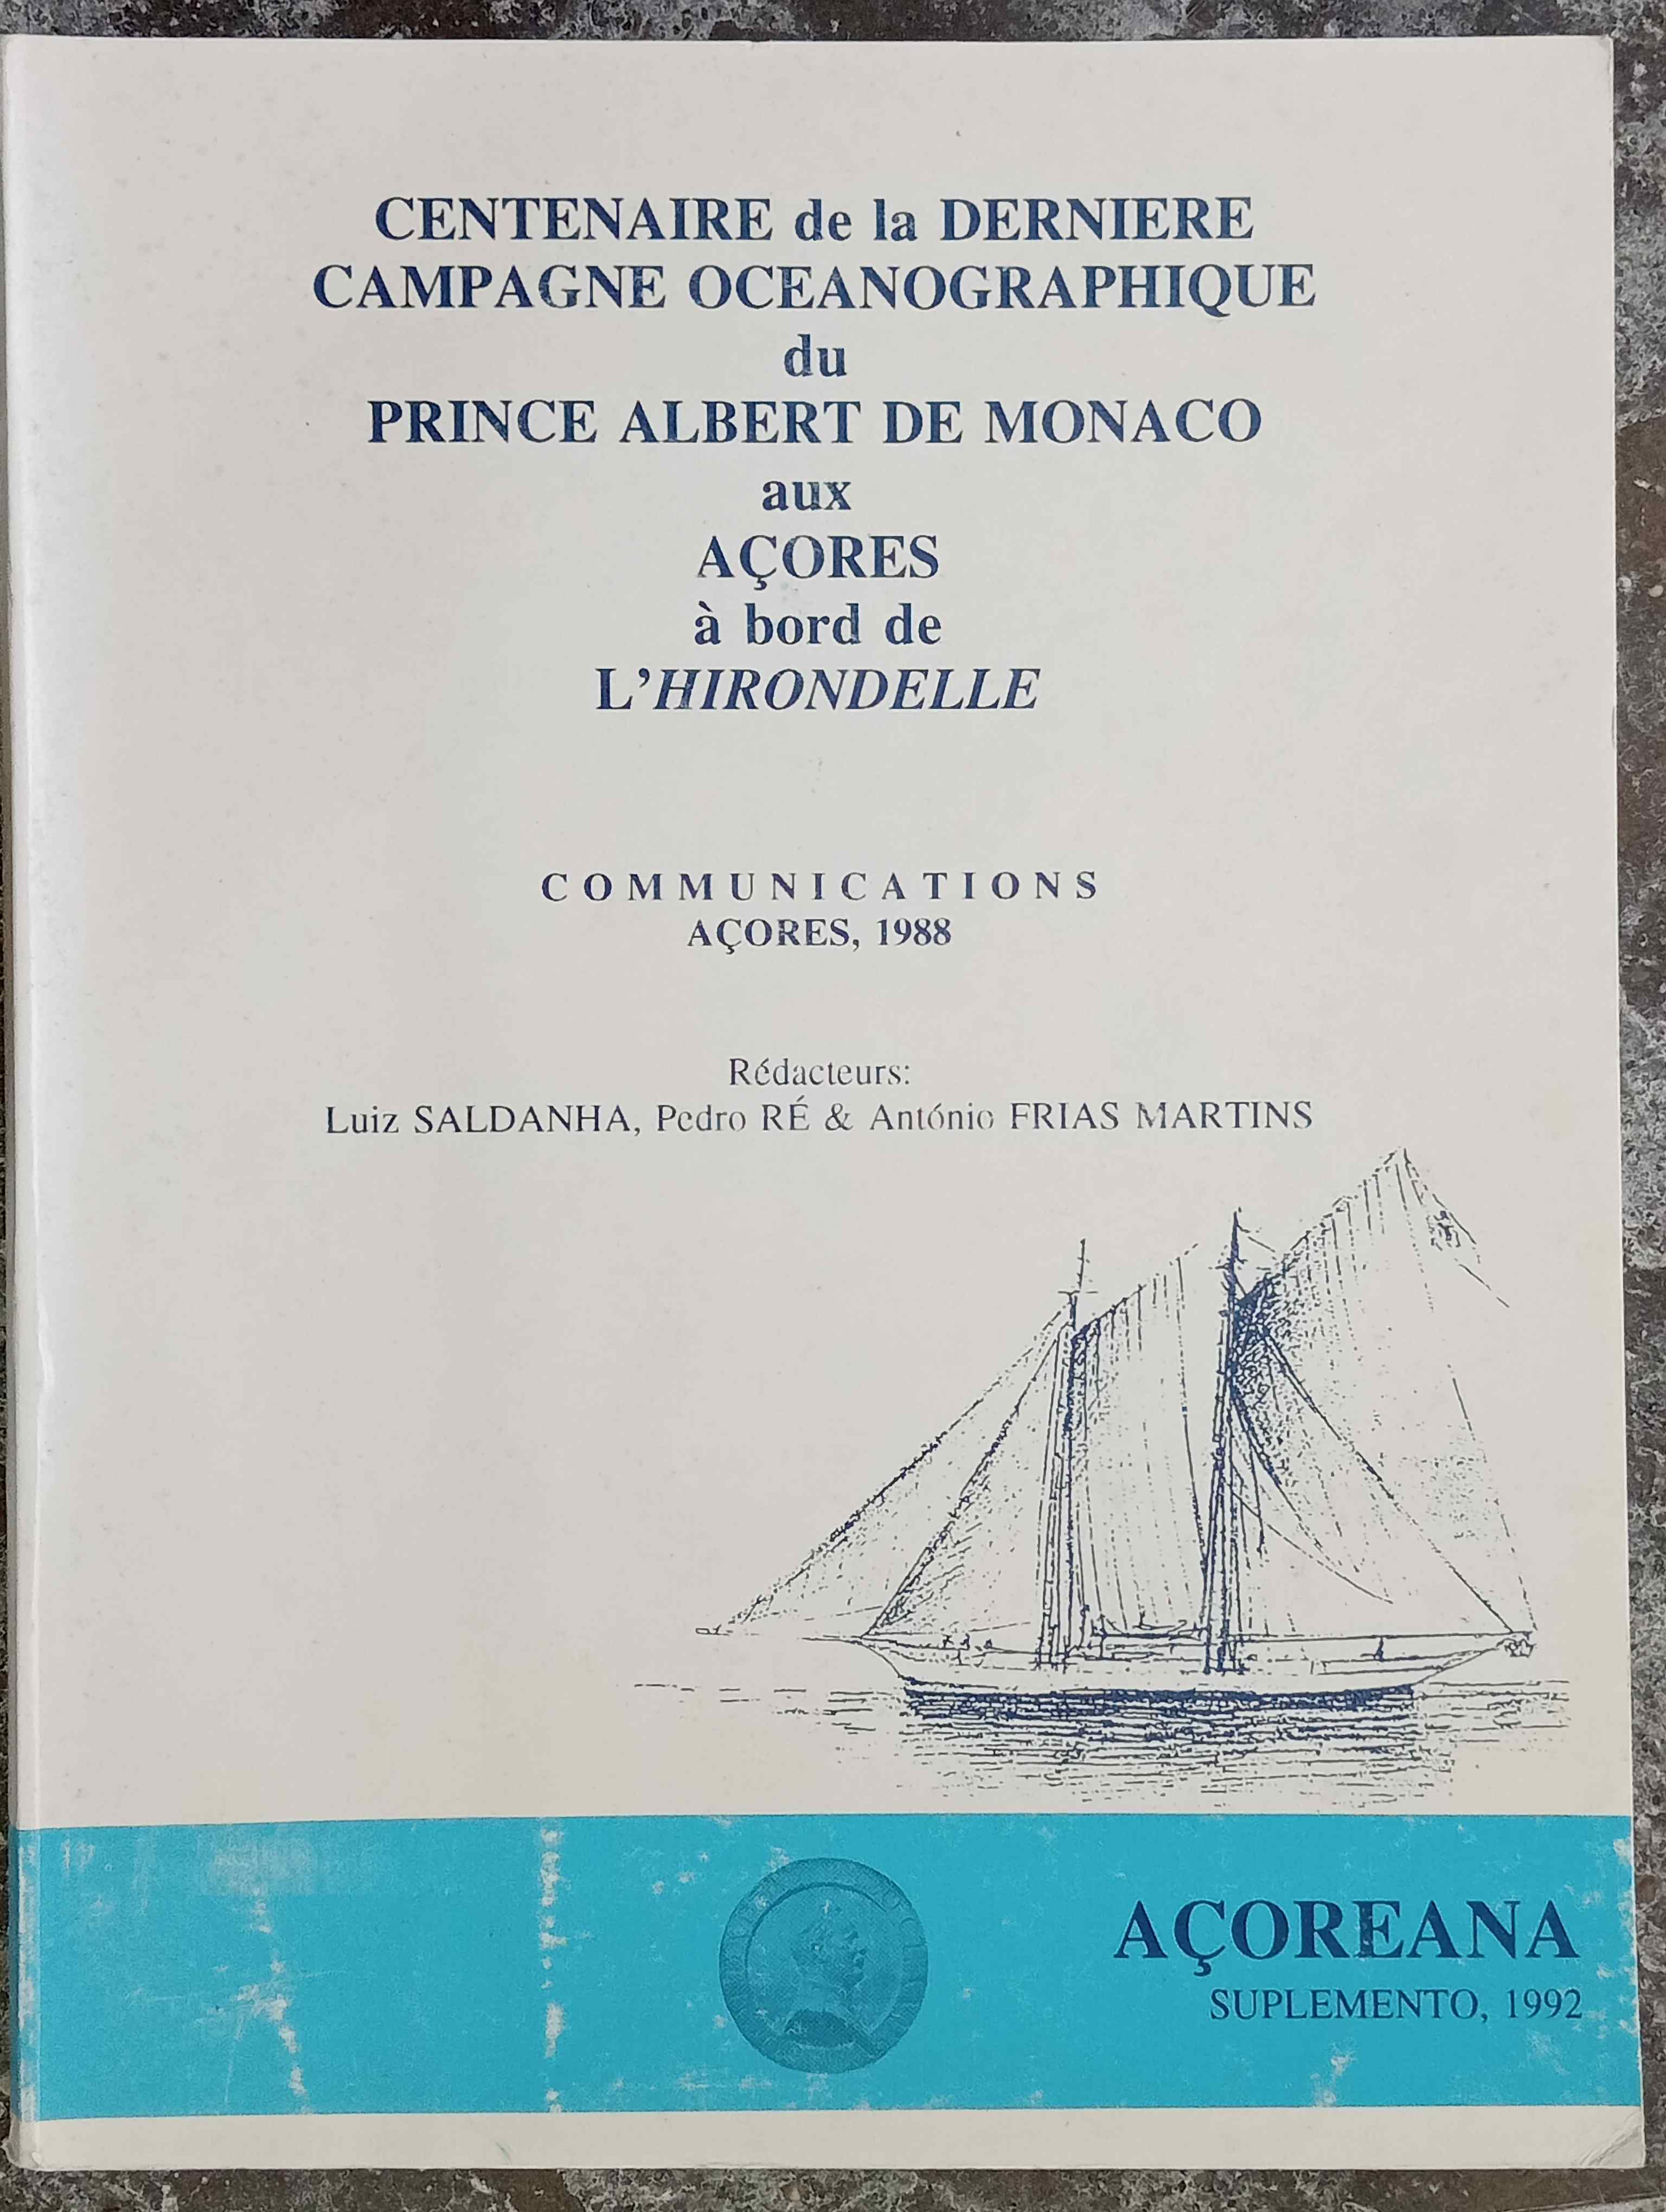 CENTENAIRE de la DERNIERE
CAMPAGNE OCEANOGRAPHIQUE
du
PRINCE ALBERT DE MONACO
aux
AÇORES
à bord de
L'HIRONDELLE
COMMUNICATIONS
AÇORES, 1988
Rédacteurs:
Luiz SALDANHA, Pedro RÉ & António FRIAS MARTINS
AÇOREANA
SUPLEMENTO, 1992